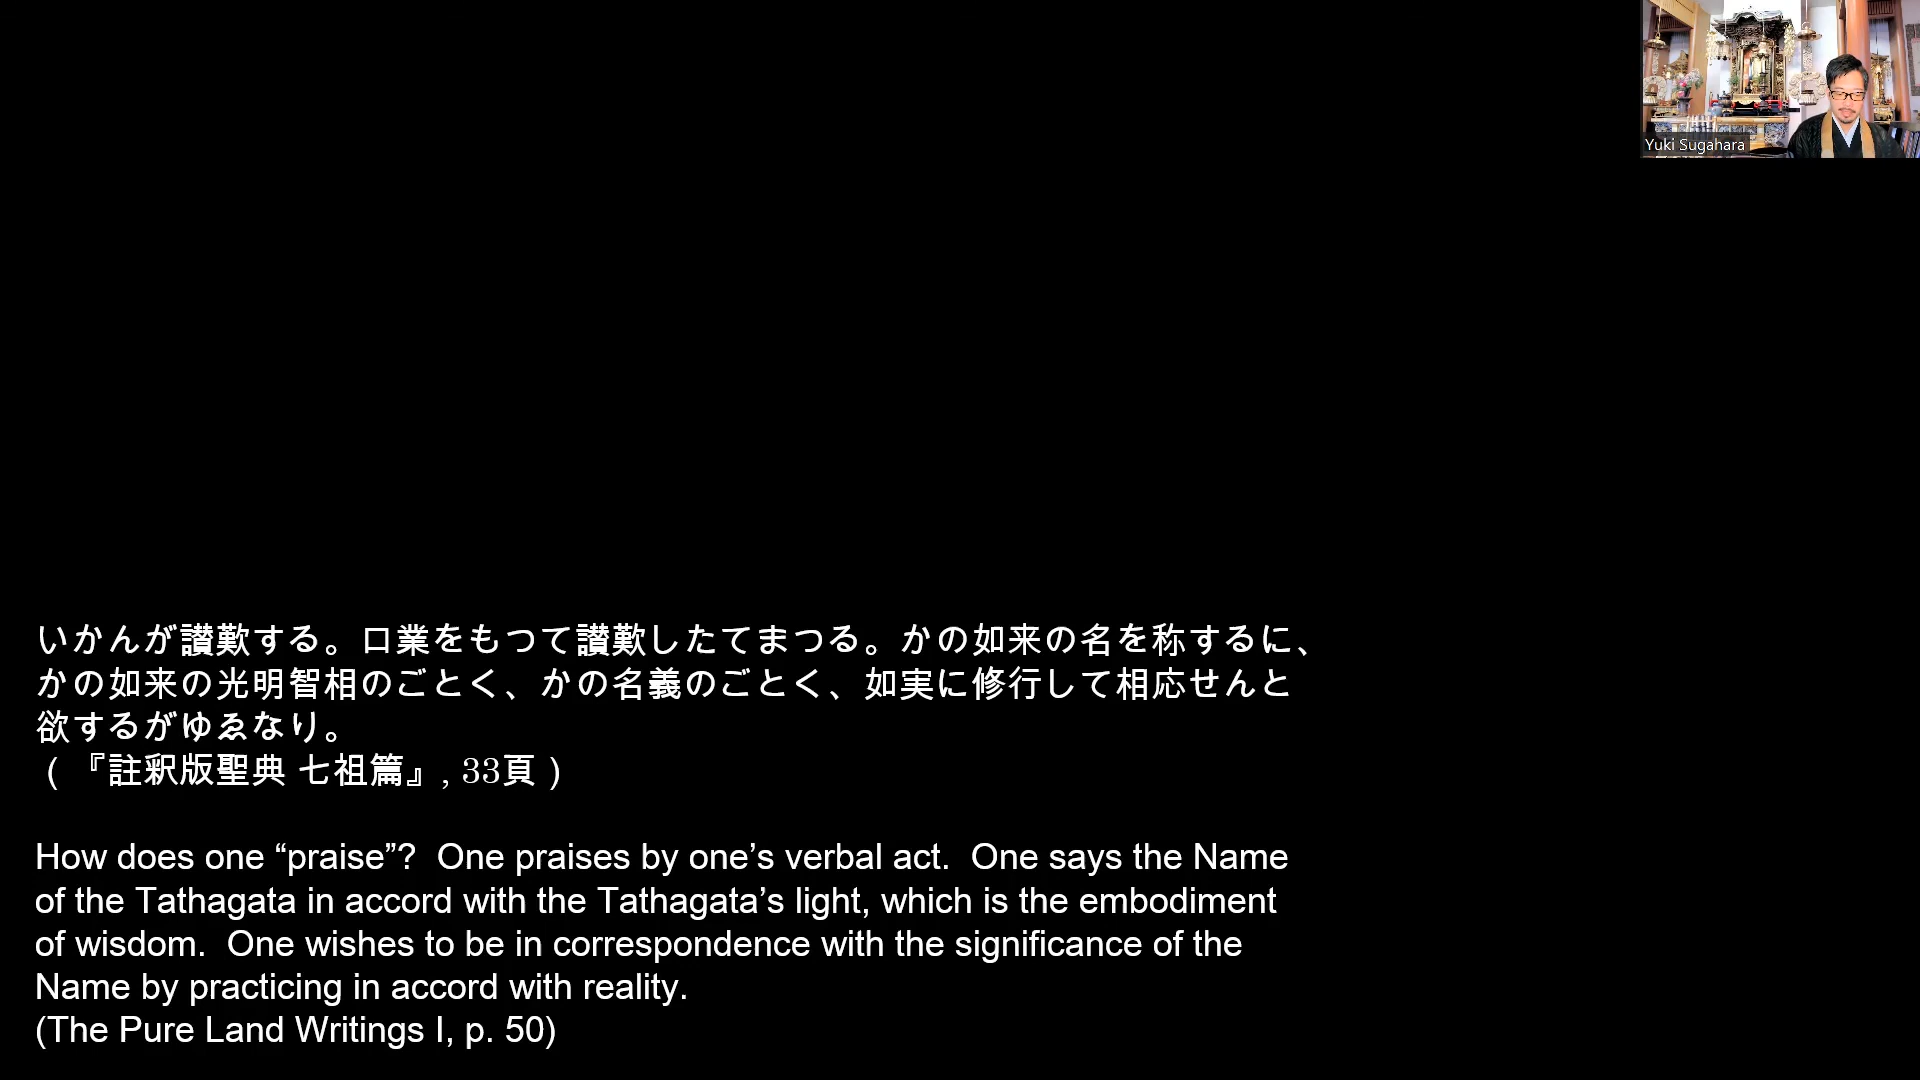 Yuki Sugahara
いかんが讃歎する。口業をもつて讃歎したてまつる。かの如来の名を称するに、
かの如来の光明智相のごとく、かの名義のごとく、如実に修行して相応せんと
欲するがゆゑなり。
（『註釈版聖典 七祖篇』, 33頁）
How does one “praise”?  One praises by one’s verbal act.  One says the Name
of the Tathagata in accord with the Tathagata’s light, which is the embodiment
of wisdom.  One wishes to be in correspondence with the significance of the
Name by practicing in accord with reality.
(The Pure Land Writings I, p. 50)